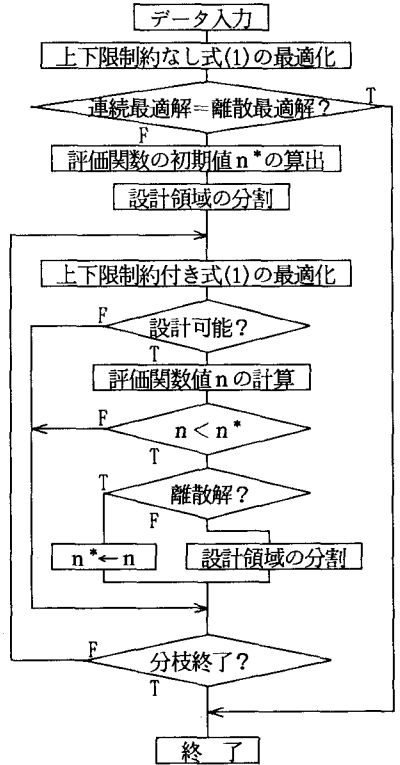 データ入力
上下限制約なし式(1)の最適化
連続最適解＝離散最適解？
T
F
評価関数の初期値n*の算出
設計領域の分割
上下限制約付き式(1)の最適化
F
設計可能？
T
評価関数値nの計算
F
n＜n*
T
T
離散解？
F
n*←n
設計領域の分割
F
分枝終了？
T
終　了